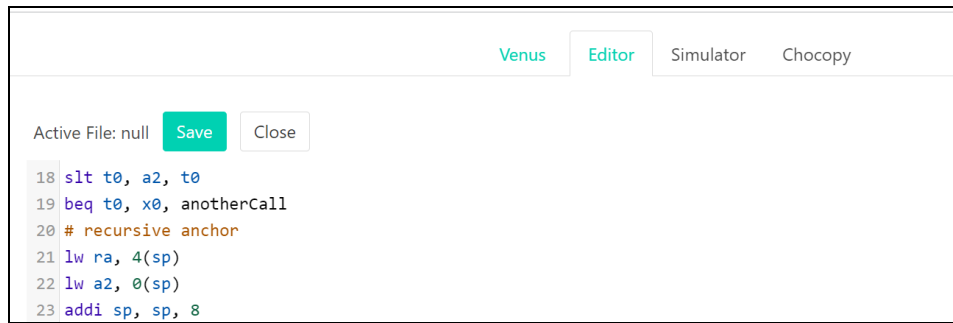 Venus Editor Simulator Chocopy
Active File: null Save Close
18 slt t0, a2, t0
19 beq t0, x0, anotherCall
20 # recursive anchor
21 lw ra, 4(sp)
22 lw a2, 0(sp)
23 addi sp, sp, 8